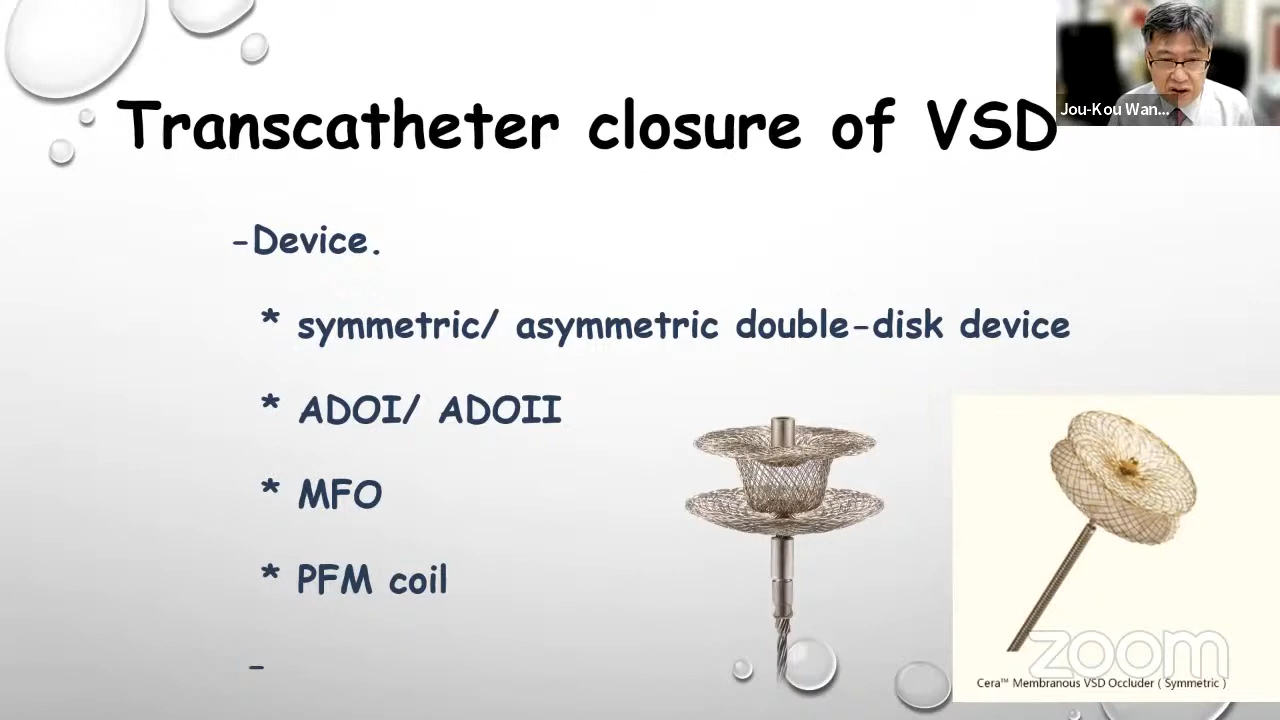 Transcatheter closure of VSD
Jou-Kou Wan...
-Device.
* symmetric/ asymmetric double-disk device
* ADOI/ ADOII
* MFO
* PFM coil
-
zoom
Cera™ Membranous VSD Occluder ( Symmetric )